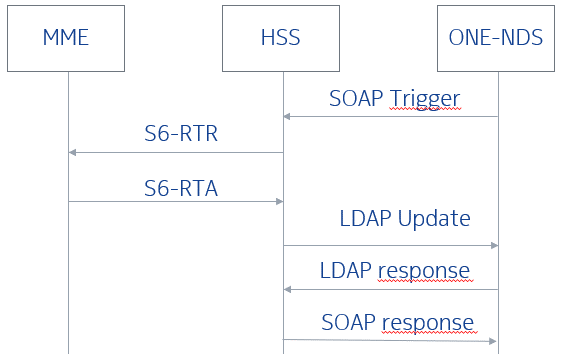 MME
HSS
ONE-NDS
SOAP Trigger
S6-RTR
S6-RTA
LDAP Update
LDAP response
SOAP response